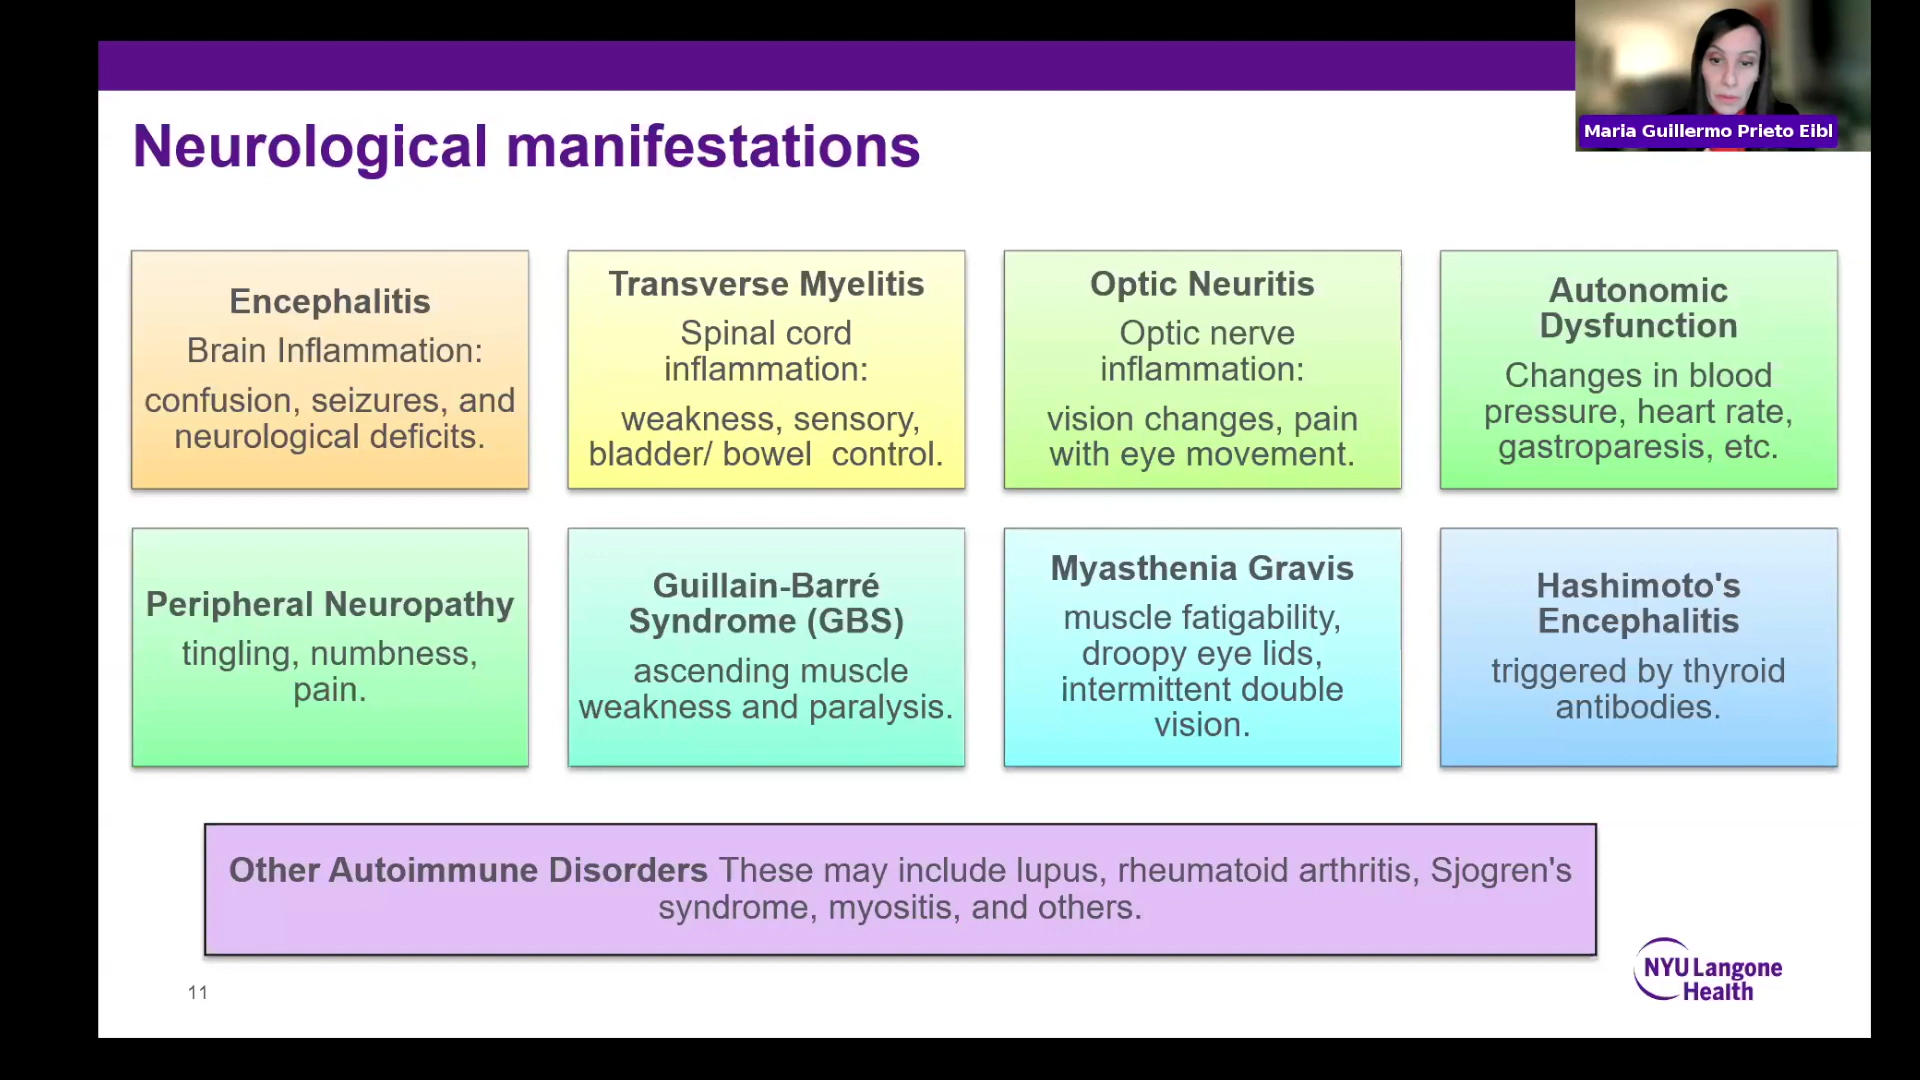 Maria Guillermo Prieto Eibl
Neurological manifestations
Encephalitis
Brain Inflammation:
confusion, seizures, and
neurological deficits.
Transverse Myelitis
Spinal cord
inflammation:
weakness, sensory,
bladder/ bowel  control.
Optic Neuritis
Optic nerve
inflammation:
vision changes, pain
with eye movement.
Autonomic
Dysfunction
Changes in blood
pressure, heart rate,
gastroparesis, etc.
Peripheral Neuropathy
tingling, numbness,
pain.
Guillain-Barré
Syndrome (GBS)
ascending muscle
weakness and paralysis.
Myasthenia Gravis
muscle fatigability,
droopy eye lids,
intermittent double
vision.
Hashimoto's
Encephalitis
triggered by thyroid
antibodies.
Other Autoimmune Disorders These may include lupus, rheumatoid arthritis, Sjogren's
syndrome, myositis, and others.
11
NYU Langone
Health